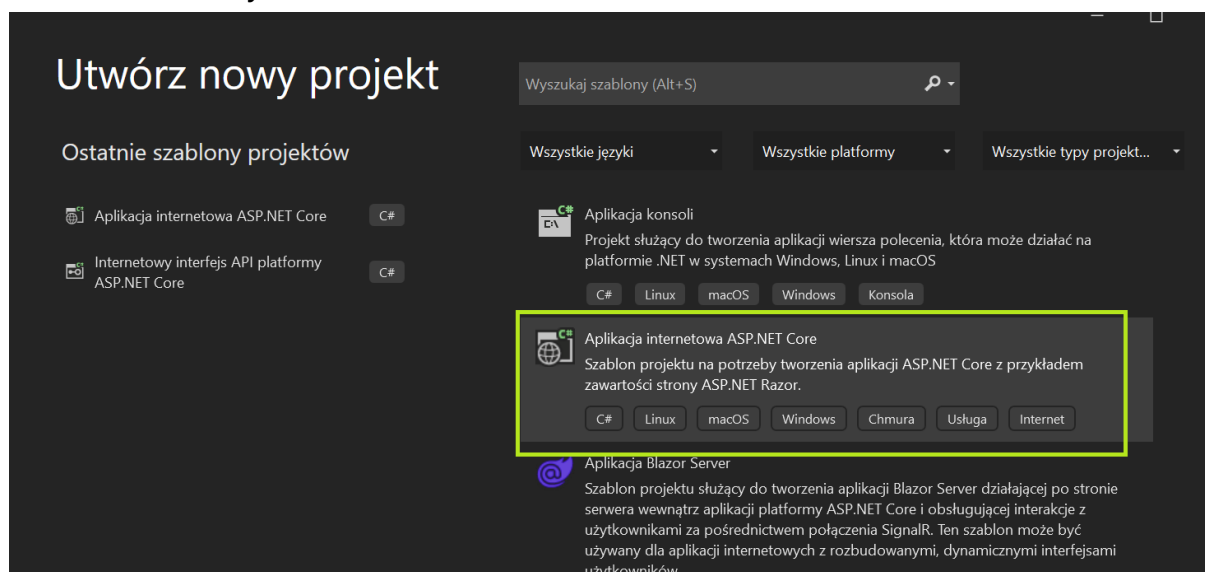 Utwórz nowy projekt
Wyszukaj szablony (Alt+S)
Ostatnie szablony projektów
Wszystkie języki
Wszystkie platformy
Wszystkie typy projekt...
Aplikacja internetowa ASP.NET Core
C#
Internetowy interfejs API platformy
ASP.NET Core
C#
Aplikacja konsoli
Projekt służący do tworzenia aplikacji wiersza polecenia, która może działać na
platformie .NET w systemach Windows, Linux i macOS
C# Linux macOS Windows Konsola
Aplikacja internetowa ASP.NET Core
Szablon projektu na potrzeby tworzenia aplikacji ASP.NET Core z przykładem
zawartości strony ASP.NET Razor.
C# Linux macOS Windows Chmura Usługa Internet
Aplikacja Blazor Server
Szablon projektu służący do tworzenia aplikacji Blazor Server działającej po stronie
serwera wewnątrz aplikacji platformy ASP.NET Core i obsługującej interakcje z
użytkownikami za pośrednictwem połączenia SignalR. Ten szablon może być
używany dla aplikacji internetowych z rozbudowanymi, dynamicznymi interfejsami
użytkowników.